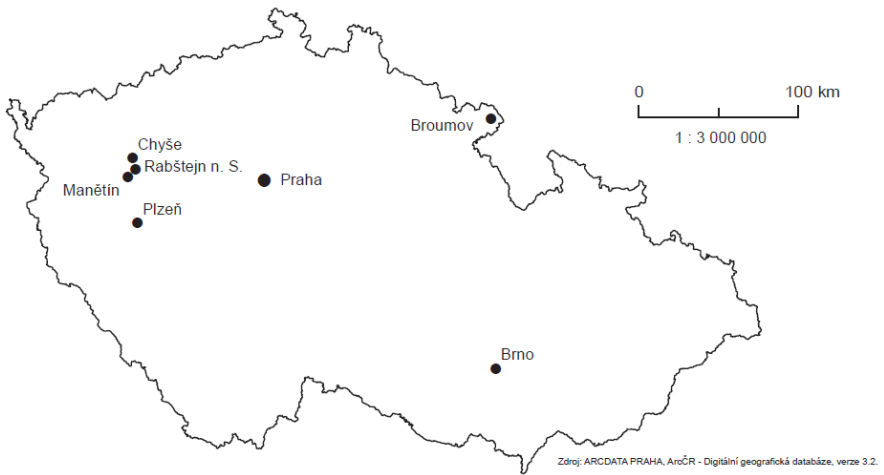 0 100 km
1 : 3 000 000
Broumov
Chyše
Rabštejn n. S.
Manětín
Praha
Plzeň
Brno
Zdroj: ARCDATA PRAHA, AroČR - Digitální geografická databáze, verze 3.2.